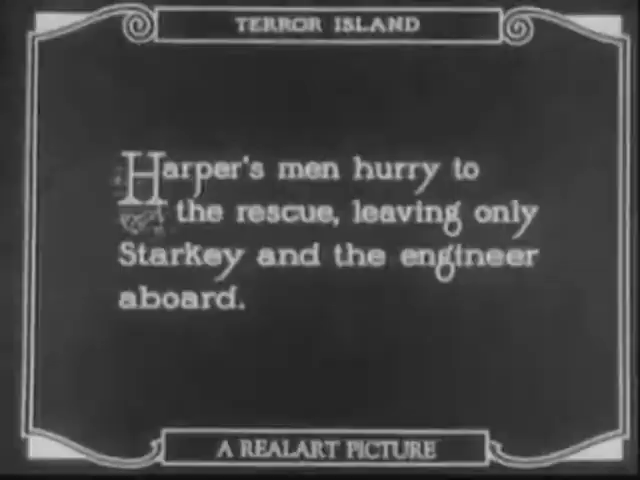 TERROR ISLAND
Harper's men hurry to
the rescue, leaving only
Starkey and the engineer
aboard.
A REALART PICTURE